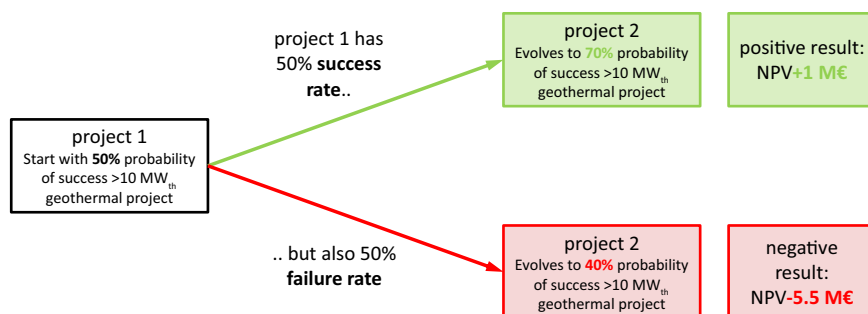 project 1 has
50% success
rate..
project 2
Evolves to 70% probability
of success >10 MWth
geothermal project
positive result:
NPV+1 M€
project 1
Start with 50% probability
of success >10 MWth
geothermal project
.. but also 50%
failure rate
project 2
Evolves to 40% probability
of success >10 MWth
geothermal project
negative
result:
NPV-5.5 M€